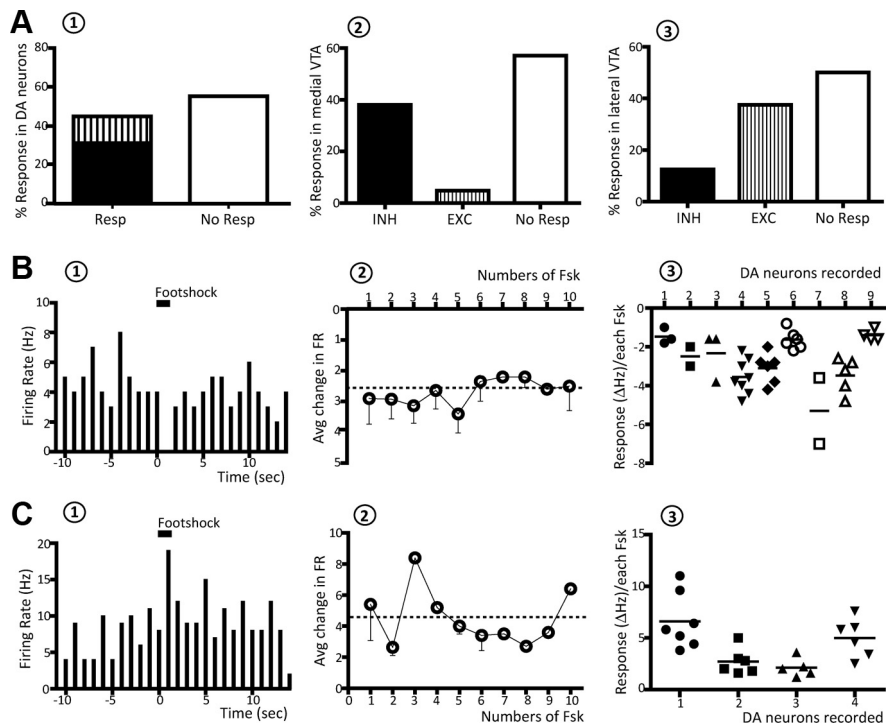 A
1
2
3
% Response in DA neurons
80
60
40
20
0
Resp
No Resp
% Response in medial VTA
60
40
20
0
INH
EXC
No Resp
% Response in lateral VTA
60
40
20
0
INH
EXC
No Resp
B
1
Footshock
Firing Rate (Hz)
10
8
6
4
2
0
-10
-5
0
5
10
Time (sec)
2
Numbers of Fsk
1 2 3 4 5 6 7 8 9 10
Avg change in FR
0
1
2
3
4
5
3
DA neurons recorded
1 2 3 4 5 6 7 8 9
Response (ΔHz)/each Fsk
0
-2
-4
-6
-8
C
1
Footshock
Firing Rate (Hz)
20
15
10
5
0
-10
-5
0
5
10
Time (sec)
2
Avg change in FR
10
8
6
4
2
0
0 1 2 3 4 5 6 7 8 9 10
Numbers of Fsk
3
Response (ΔHz)/each Fsk
15
10
5
0
1 2 3 4
DA neurons recorded